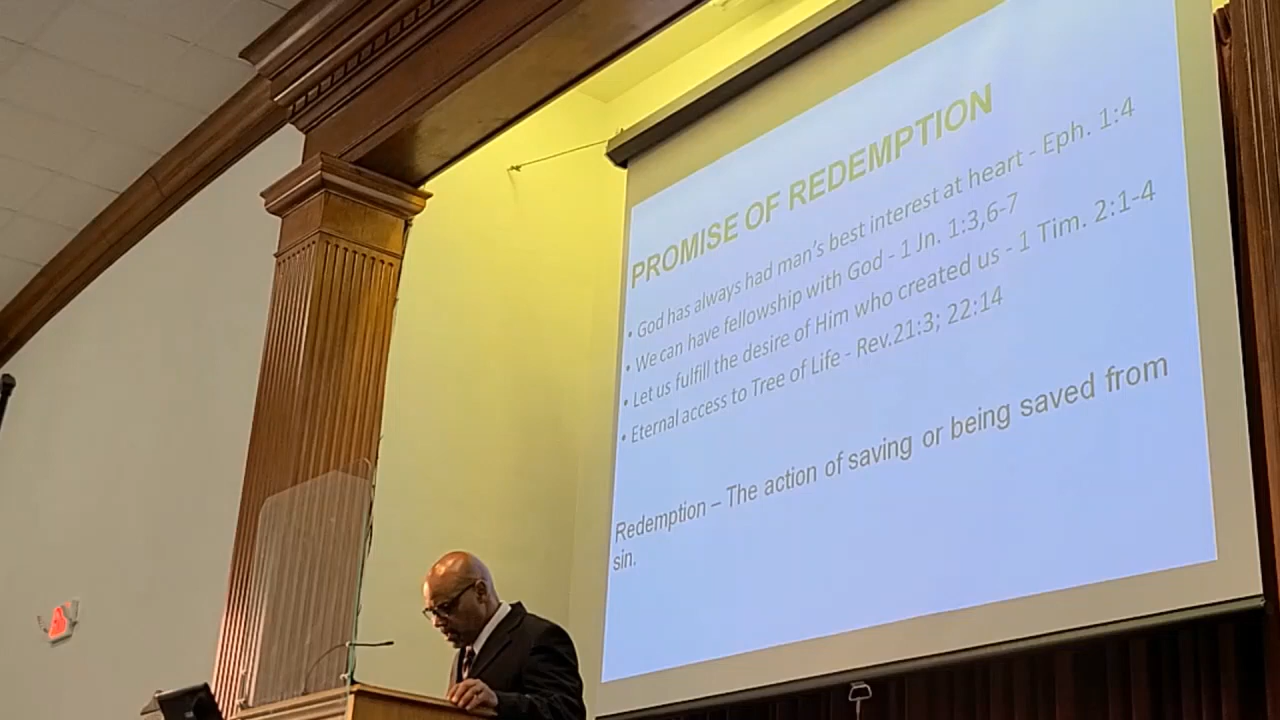 PROMISE OF REDEMPTION
• God has always had man's best interest at heart - Eph. 1:4
• We can have fellowship with God - 1 Jn. 1:3,6-7
• Let us fulfill the desire of Him who created us - 1 Tim. 2:1-4
• Eternal access to Tree of Life - Rev.21:3; 22:14
Redemption – The action of saving or being saved from
sin.